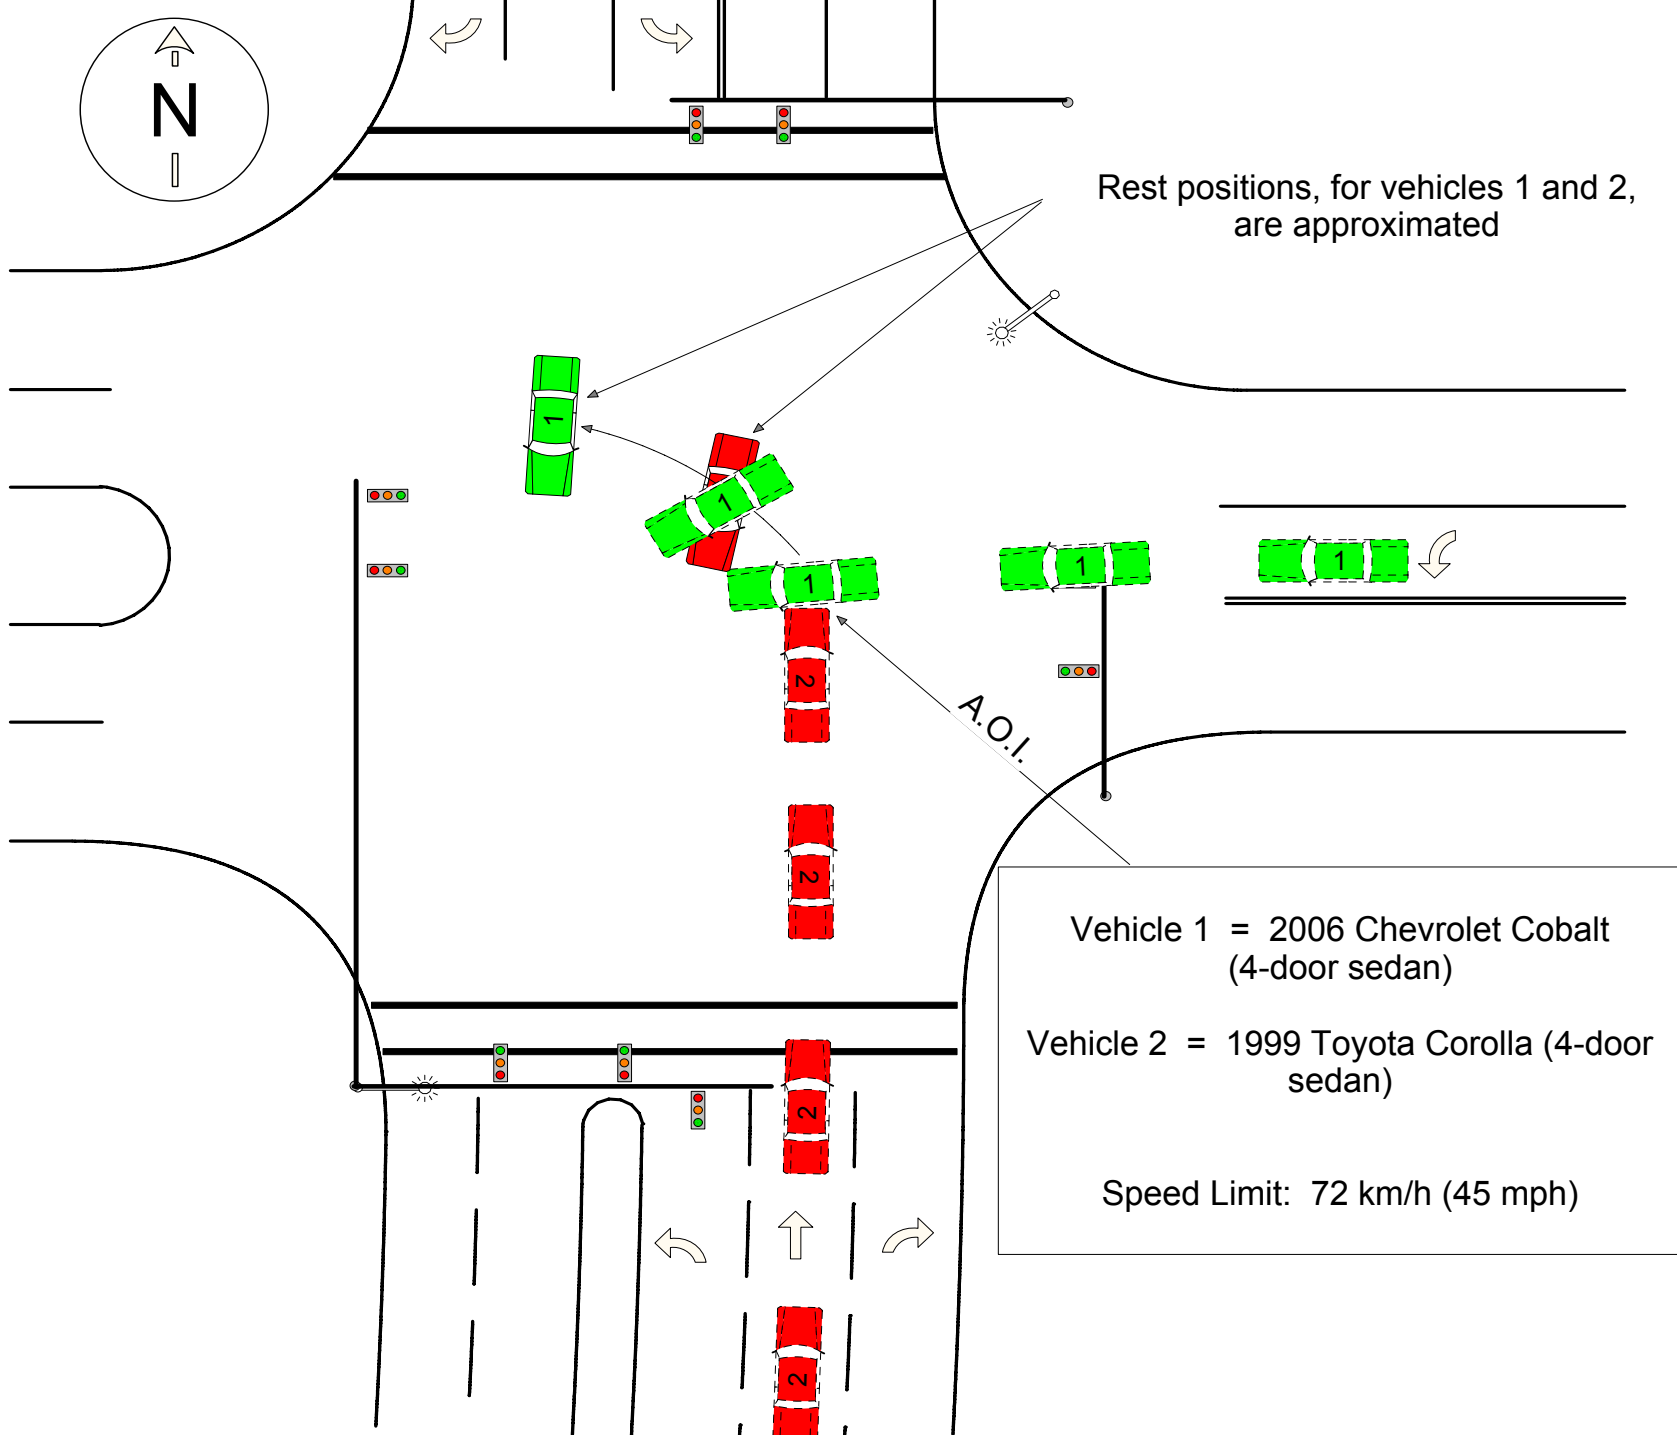 N
Rest positions, for vehicles 1 and 2,
are approximated
1
1
1
1
1
2
2
A.O.I.
Vehicle 1 = 2006 Chevrolet Cobalt
(4-door sedan)
Vehicle 2 = 1999 Toyota Corolla (4-door
sedan)
2
Speed Limit: 72 km/h (45 mph)
2